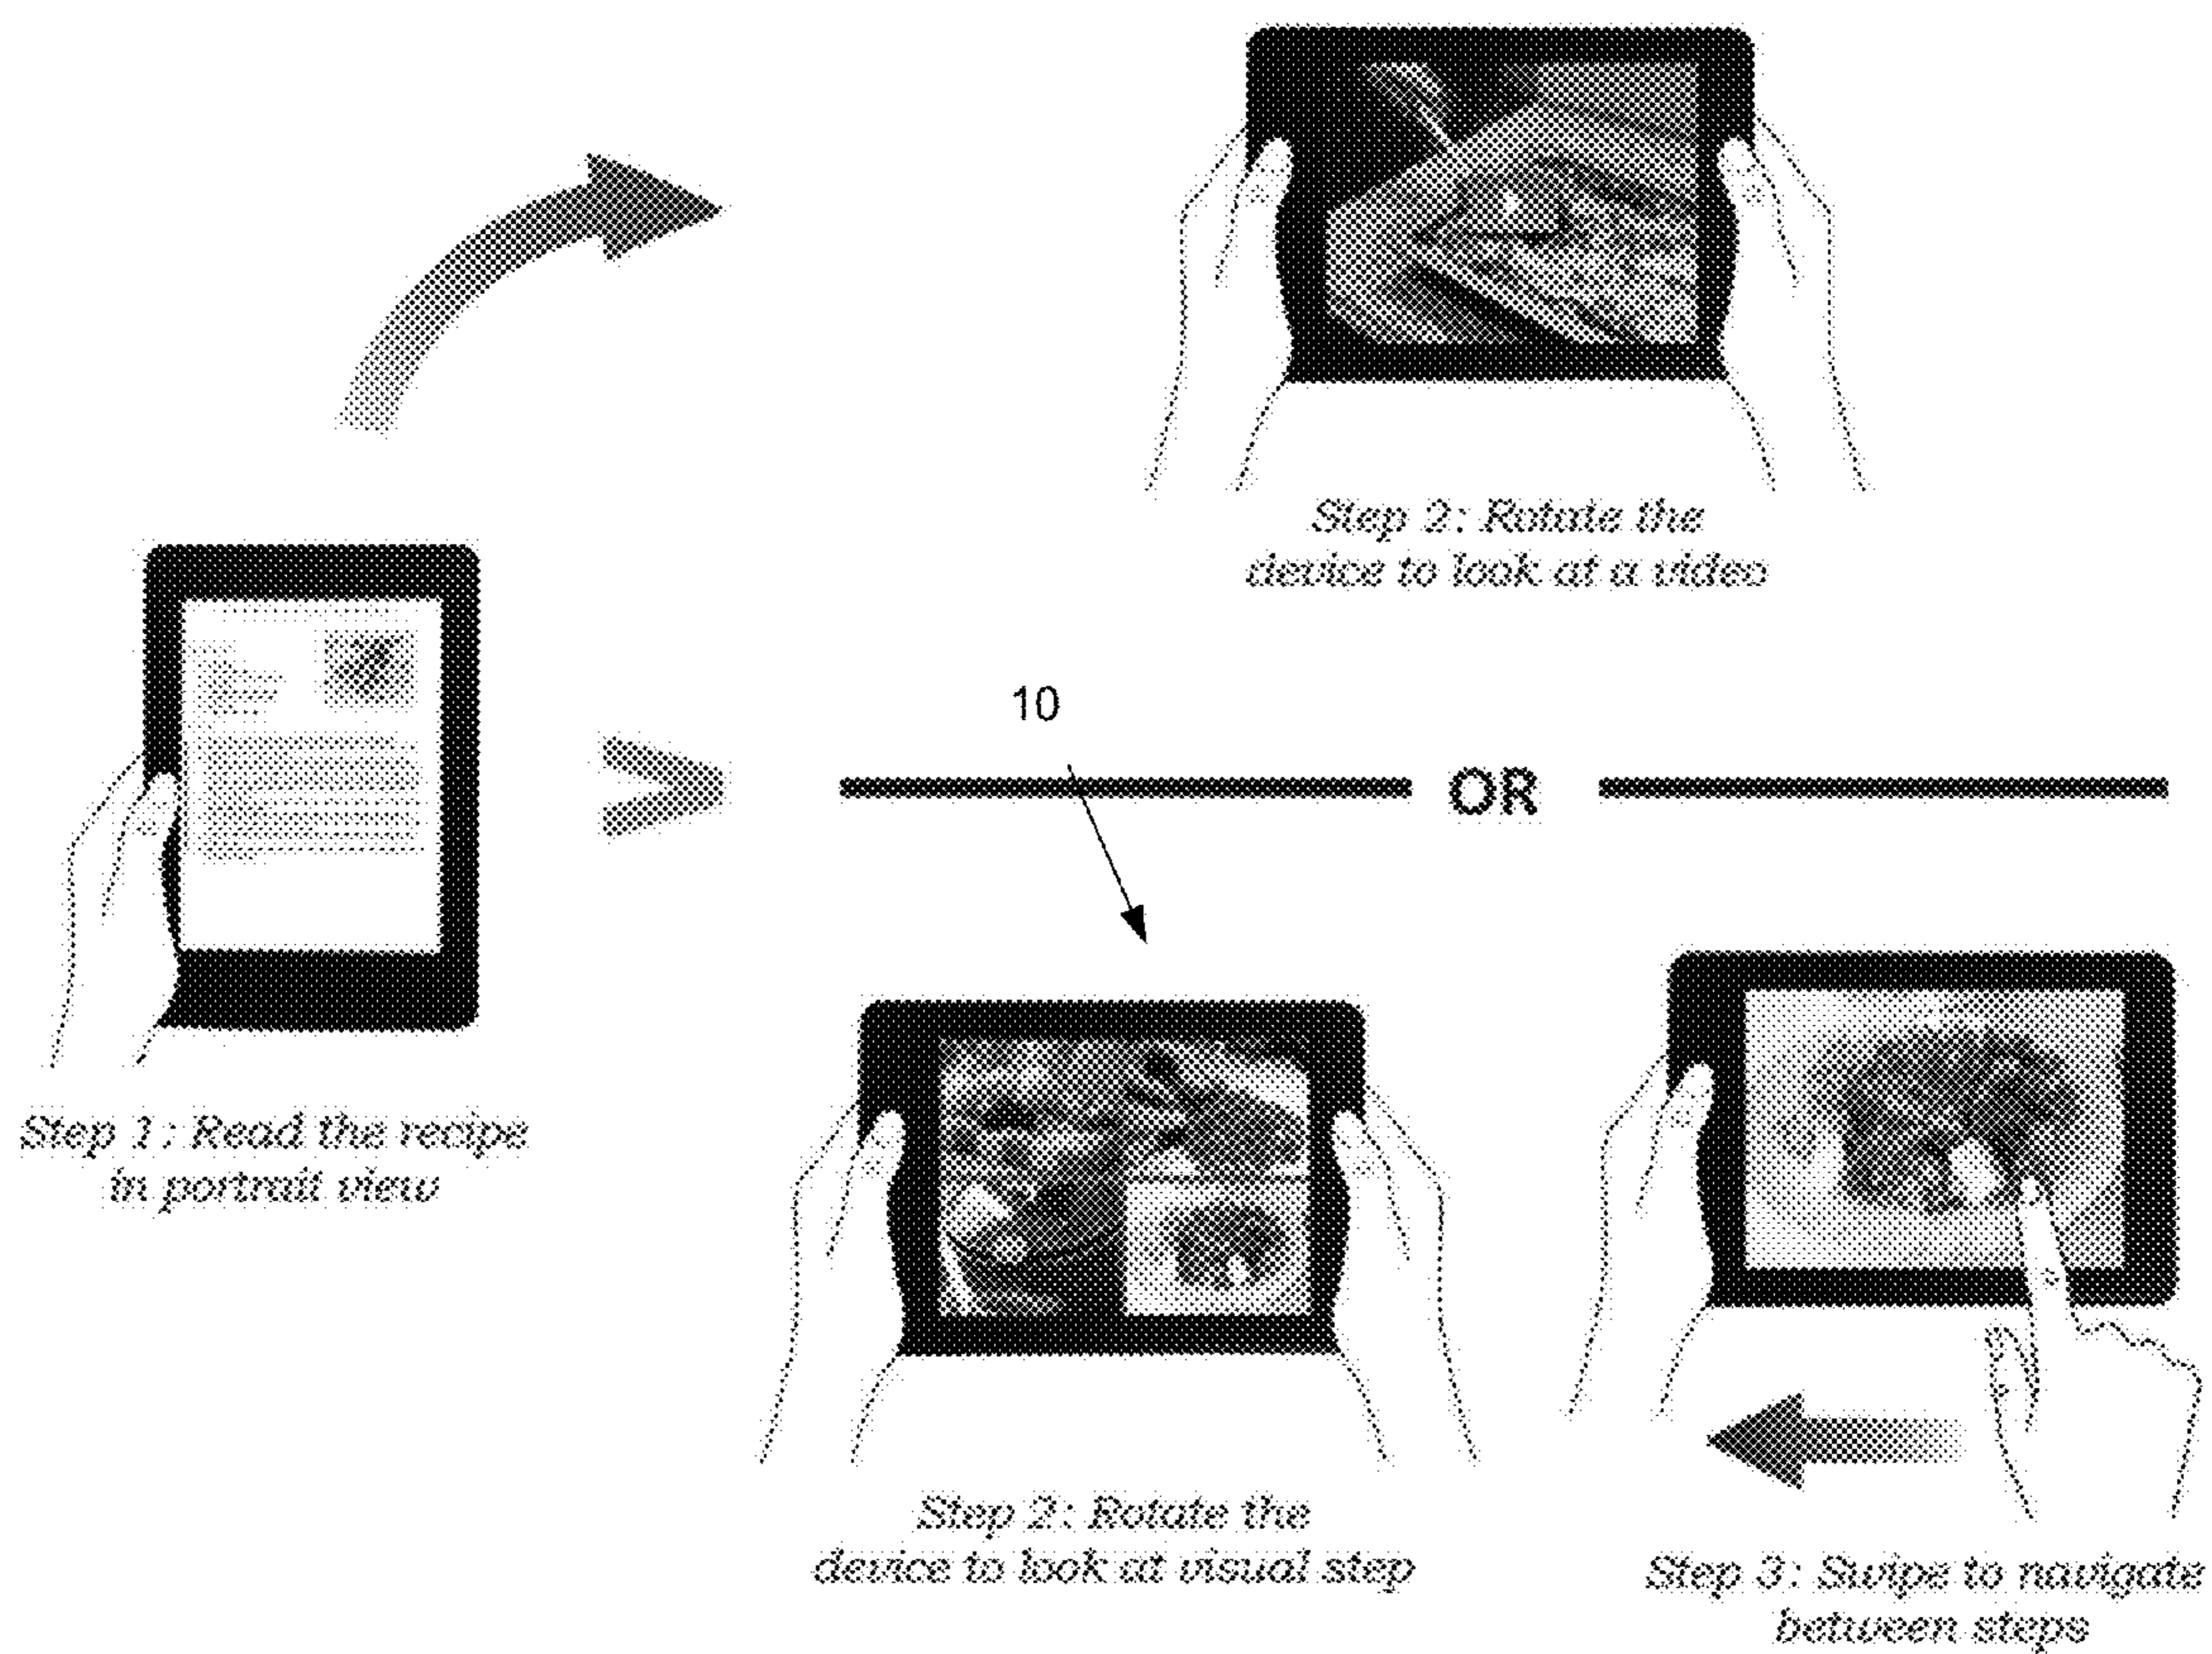 Step 2: Rotate the
device to look at a video
10
OR
Step 1: Read the recipe
in portrait view
Step 2: Rotate the
device to look at visual step
Step 3: Swipe to navigate
between steps